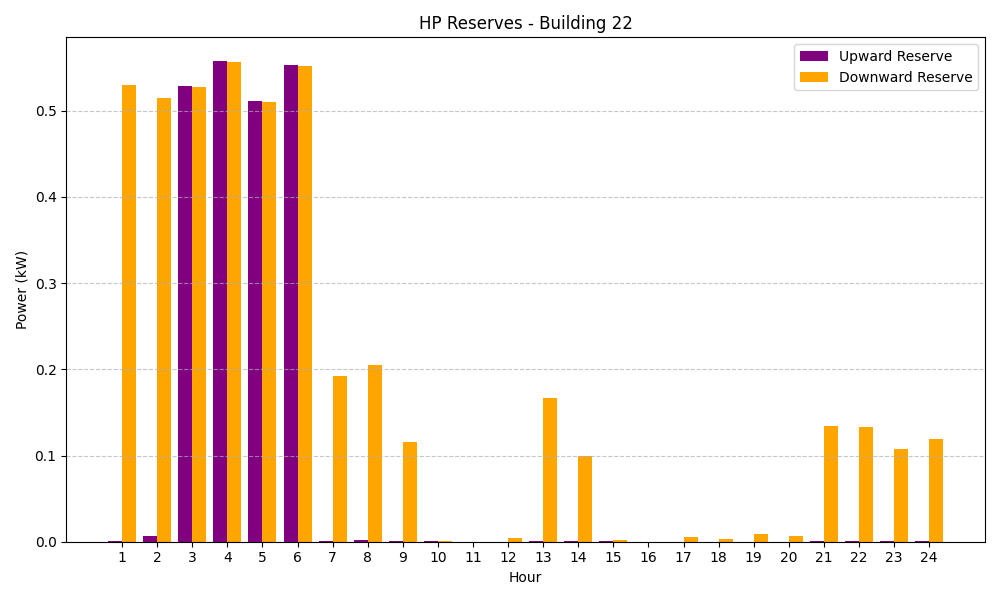 HP Reserves - Building 22
Upward Reserve
Downward Reserve
Power (kW)
0.5
0.4
0.3
0.2
0.1
0.0
1 2 3 4 5 6 7 8 9 10 11 12 13 14 15 16 17 18 19 20 21 22 23 24
Hour